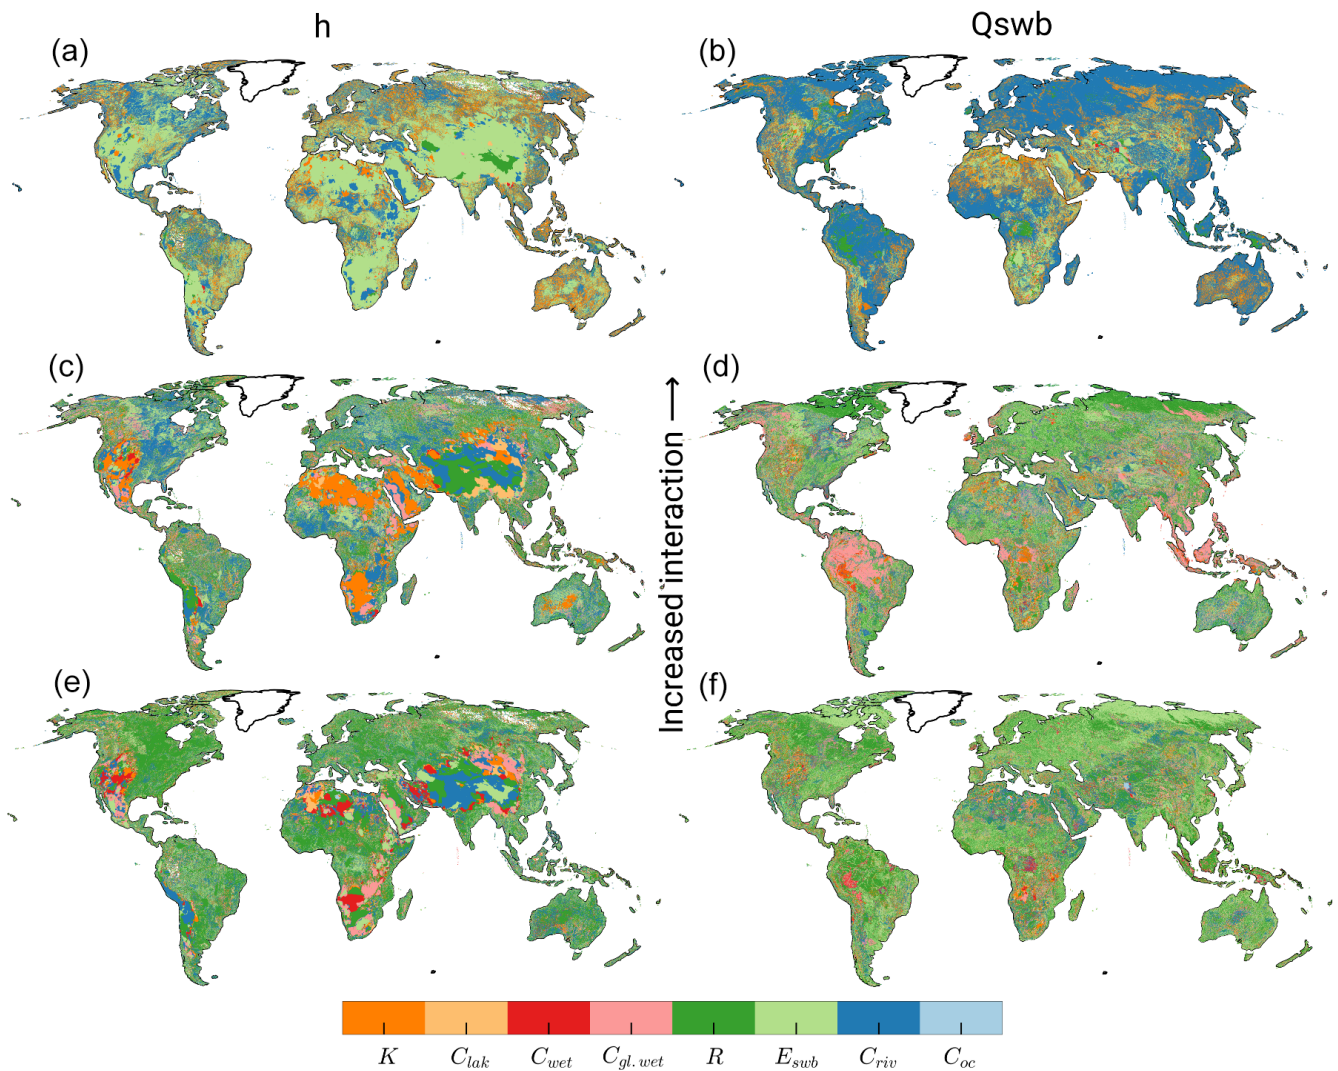 h
Qswb
(a)
(b)
(c)
(d)
Increased interaction →
(e)
(f)
K C_lak C_wet C_gl.wet R E_swb C_riv C_oc